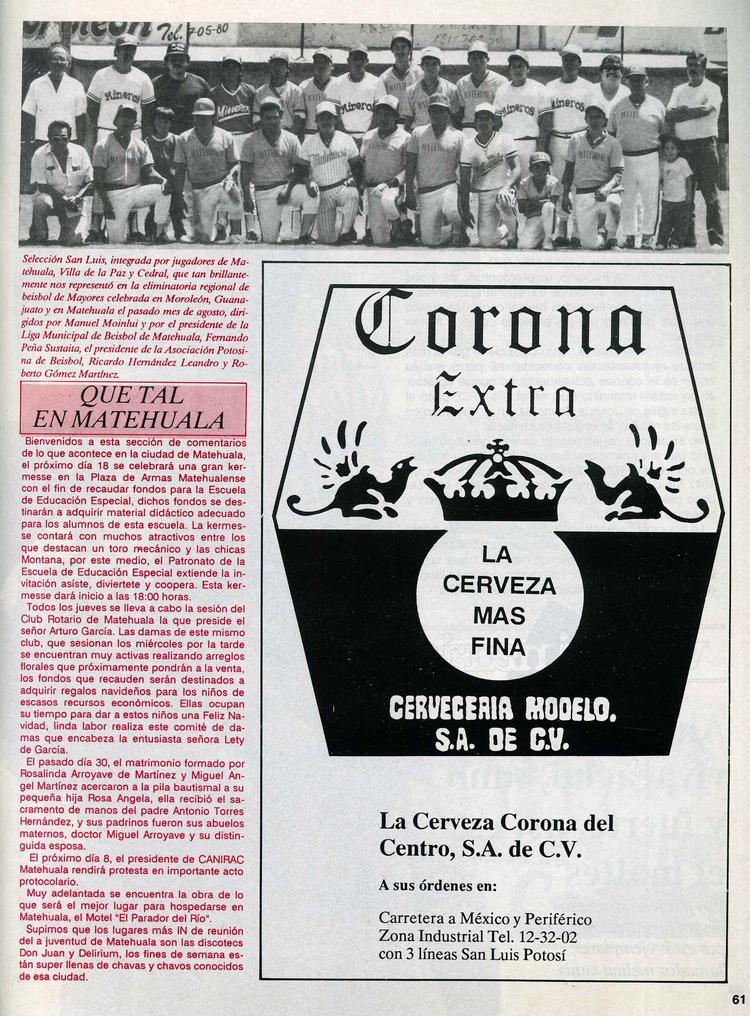 Tel. 2-05-80
Mineros
Mineros
Mineros
Mineros
Mineros
MATEHUALA
MATEHUALA
MATEHUALA
Matehuala
MATEHUALA
MATEHUALA
MATEHUALA
Selección San Luis, integrada por jugadores de Ma-
tehuala, Villa de la Paz y Cedral, que tan brillante-
mente nos representó en la eliminatoria regional de
beisbol de Mayores celebrada en Moroleón, Guana-
juato y en Matehuala el pasado mes de agosto, diri-
gidos por Manuel Moinlui y por el presidente de la
Liga Municipal de Beisbol de Matehuala, Fernando
Peña Sustaita, el presidente de la Asociación Potosi-
na de Beisbol, Ricardo Hernández Leandro y Ro-
berto Gómez Martínez.
QUE TAL
EN MATEHUALA
Bienvenidos a esta sección de comentarios
de lo que acontece en la ciudad de Matehuala,
el próximo día 18 se celebrará una gran ker-
messe en la Plaza de Armas Matehualense
con el fin de recaudar fondos para la Escuela
de Educación Especial, dichos fondos se des-
tinarán a adquirir material didáctico adecuado
para los alumnos de esta escuela. La kermes-
se contará con muchos atractivos entre los
que destacan un toro mecánico y las chicas
Montana, por este medio, el Patronato de la
Escuela de Educación Especial extiende la in-
vitación asíste, diviertete y coopera. Esta ker-
messe dará inicio a las 18:00 horas.
Todos los jueves se lleva a cabo la sesión del
Club Rotario de Matehuala la que preside el
señor Arturo García. Las damas de este mismo
club, que sesionan los miércoles por la tarde
se encuentran muy activas realizando arreglos
florales que próximamente pondrán a la venta,
los fondos que recauden serán destinados a
adquirir regalos navideños para los niños de
escasos recursos económicos. Ellas ocupan
su tiempo para dar a estos niños una Feliz Na-
vidad, linda labor realiza este comité de da-
mas que encabeza la entusiasta señora Lety
de García.
El pasado día 30, el matrimonio formado por
Rosalinda Arroyave de Martínez y Miguel An-
gel Martínez acercaron a la pila bautismal a su
pequeña hija Rosa Angela, ella recibió el sa-
cramento de manos del padre Antonio Torres
Hernández, y sus padrinos fueron sus abuelos
maternos, doctor Miguel Arroyave y su distin-
guida esposa.
El próximo día 8, el presidente de CANIRAC
Matehuala rendirá protesta en importante acto
protocolario.
Muy adelantada se encuentra la obra de lo
que será el mejor lugar para hospedarse en
Matehuala, el Motel "El Parador del Río".
Supimos que los lugares más IN de reunión
del a juventud de Matehuala son las discotecs
Don Juan y Delirium, los fines de semana es-
tán super llenas de chavas y chavos conocidos
de esa ciudad.
Corona
Extra
LA
CERVEZA
MAS
FINA
CERVECERIA MODELO,
S.A. DE C.V.
La Cerveza Corona del
Centro, S.A. de C.V.
A sus órdenes en:
Carretera a México y Periférico
Zona Industrial Tel. 12-32-02
con 3 líneas San Luis Potosí
61